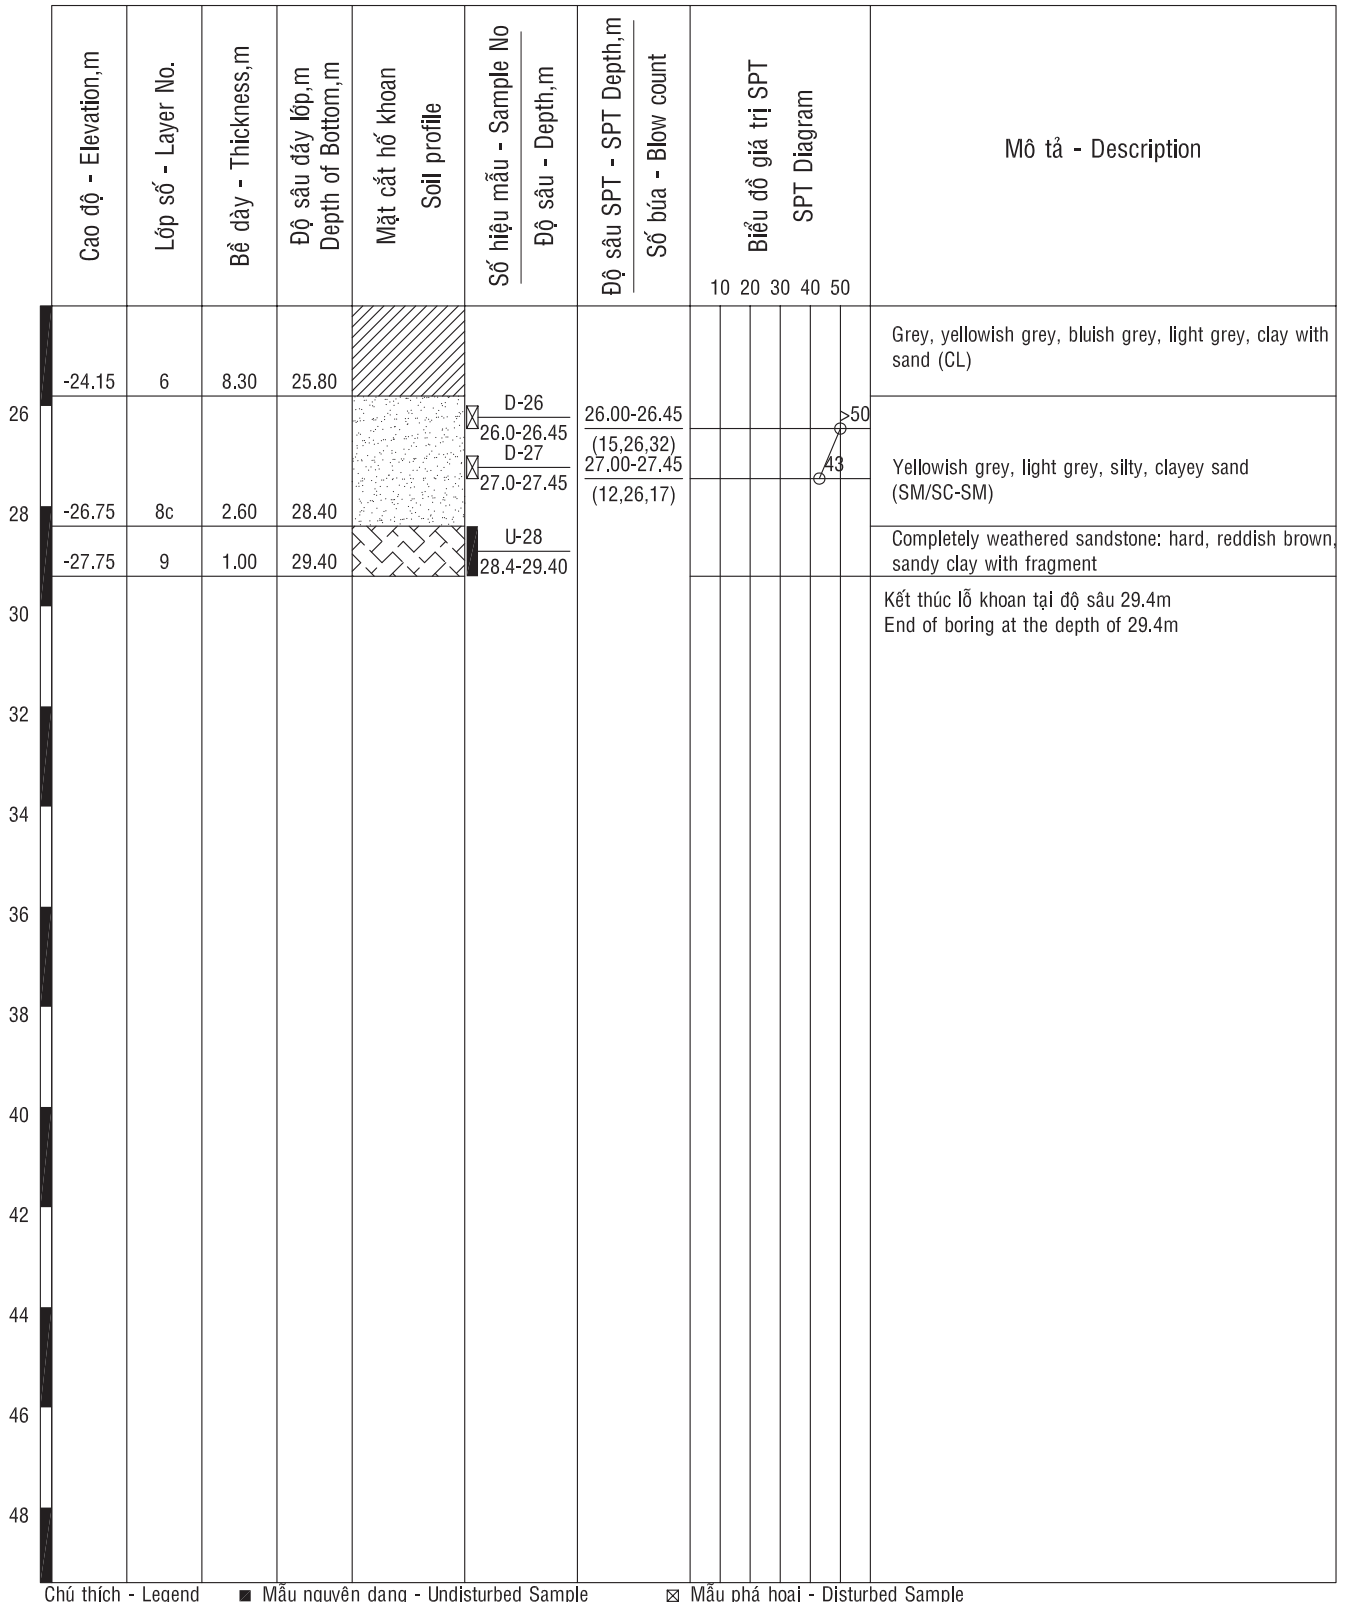 Cao độ - Elevation,m
Lớp số - Layer No.
Bề dày - Thickness,m
Độ sâu đáy lớp,m
Depth of Bottom,m
Mặt cắt hố khoan
Soil profile
Số hiệu mẫu - Sample No
Độ sâu - Depth,m
Độ sâu SPT - SPT Depth,m
Số búa - Blow count
Biểu đồ giá trị SPT
SPT Diagram
10 20 30 40 50
Mô tả - Description
Grey, yellowish grey, bluish grey, light grey, clay with
sand (CL)
-24.15 6 8.30 25.80
26
D-26
26.0-26.45
26.00-26.45
(15,26,32)
>50
D-27
27.0-27.45
27.00-27.45
(12,26,17)
43
Yellowish grey, light grey, silty, clayey sand
(SM/SC-SM)
-26.75 8c 2.60 28.40
28
U-28
28.4-29.40
Completely weathered sandstone: hard, reddish brown,
sandy clay with fragment
-27.75 9 1.00 29.40
Kết thúc lỗ khoan tại độ sâu 29.4m
End of boring at the depth of 29.4m
30
32
34
36
38
40
42
44
46
48
Chú thích - Legend Mẫu nguyên dạng - Undisturbed Sample Mẫu phá hoại - Disturbed Sample